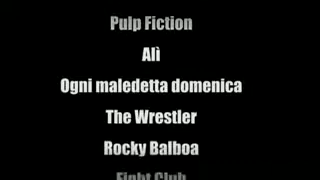 Pulp Fiction
Alì
Ogni maledetta domenica
The Wrestler
Rocky Balboa
Fight Club